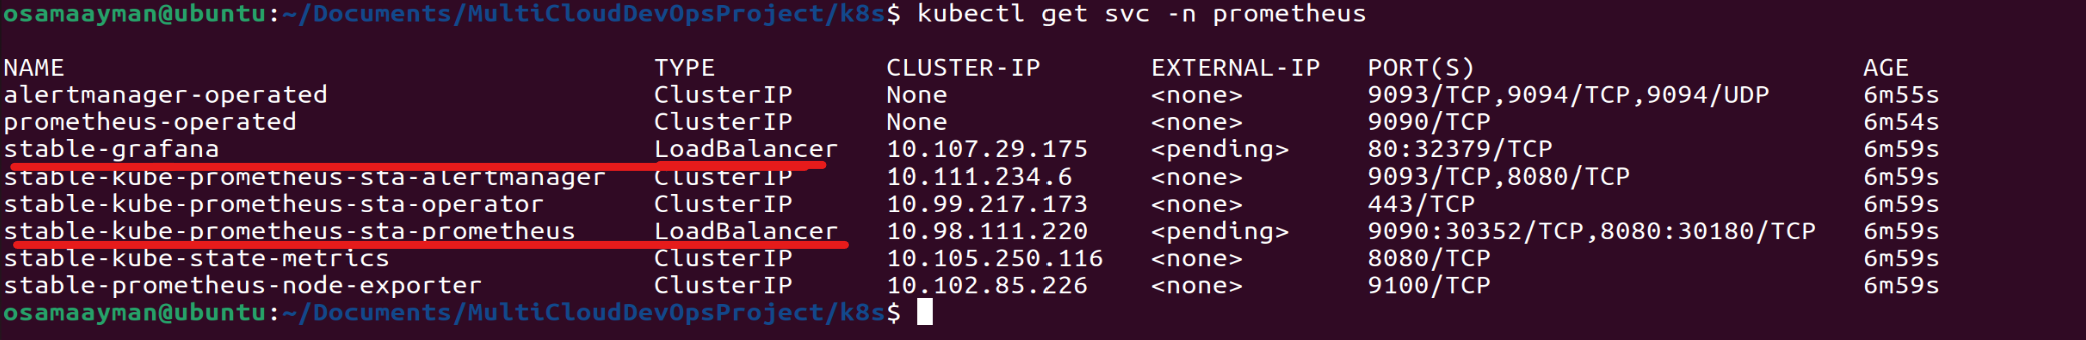 osamaayman@ubuntu:~/Documents/MultiCloudDevOpsProject/k8s$ kubectl get svc -n prometheus
NAME TYPE CLUSTER-IP EXTERNAL-IP PORT(S) AGE
alertmanager-operated ClusterIP None <none> 9093/TCP,9094/TCP,9094/UDP 6m55s
prometheus-operated ClusterIP None <none> 9090/TCP 6m54s
stable-grafana LoadBalancer 10.107.29.175 <pending> 80:32379/TCP 6m59s
stable-kube-prometheus-sta-alertmanager ClusterIP 10.111.234.6 <none> 9093/TCP,8080/TCP 6m59s
stable-kube-prometheus-sta-operator ClusterIP 10.99.217.173 <none> 443/TCP 6m59s
stable-kube-prometheus-sta-prometheus LoadBalancer 10.98.111.220 <pending> 9090:30352/TCP,8080:30180/TCP 6m59s
stable-kube-state-metrics ClusterIP 10.105.250.116 <none> 8080/TCP 6m59s
stable-prometheus-node-exporter ClusterIP 10.102.85.226 <none> 9100/TCP 6m59s
osamaayman@ubuntu:~/Documents/MultiCloudDevOpsProject/k8s$